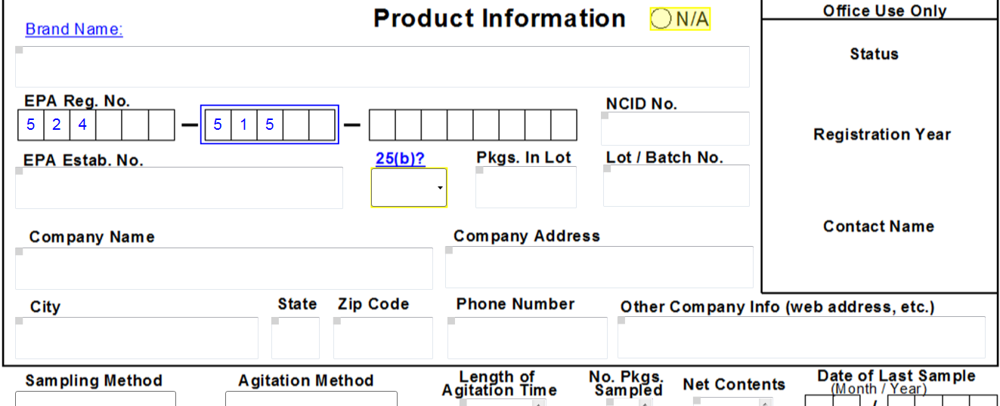 Product Information N/A
Office Use Only
Brand Name:
Status
EPA Reg. No.
NCID No.
5 2 4 – 5 1 5 –
Registration Year
EPA Estab. No. 25(b)? Pkgs. In Lot Lot / Batch No.
Contact Name
Company Name Company Address
City State Zip Code Phone Number Other Company Info (web address, etc.)
Sampling Method Agitation Method Length of Agitation Time No. Pkgs. Sampled Net Contents Date of Last Sample (Month / Year)
/